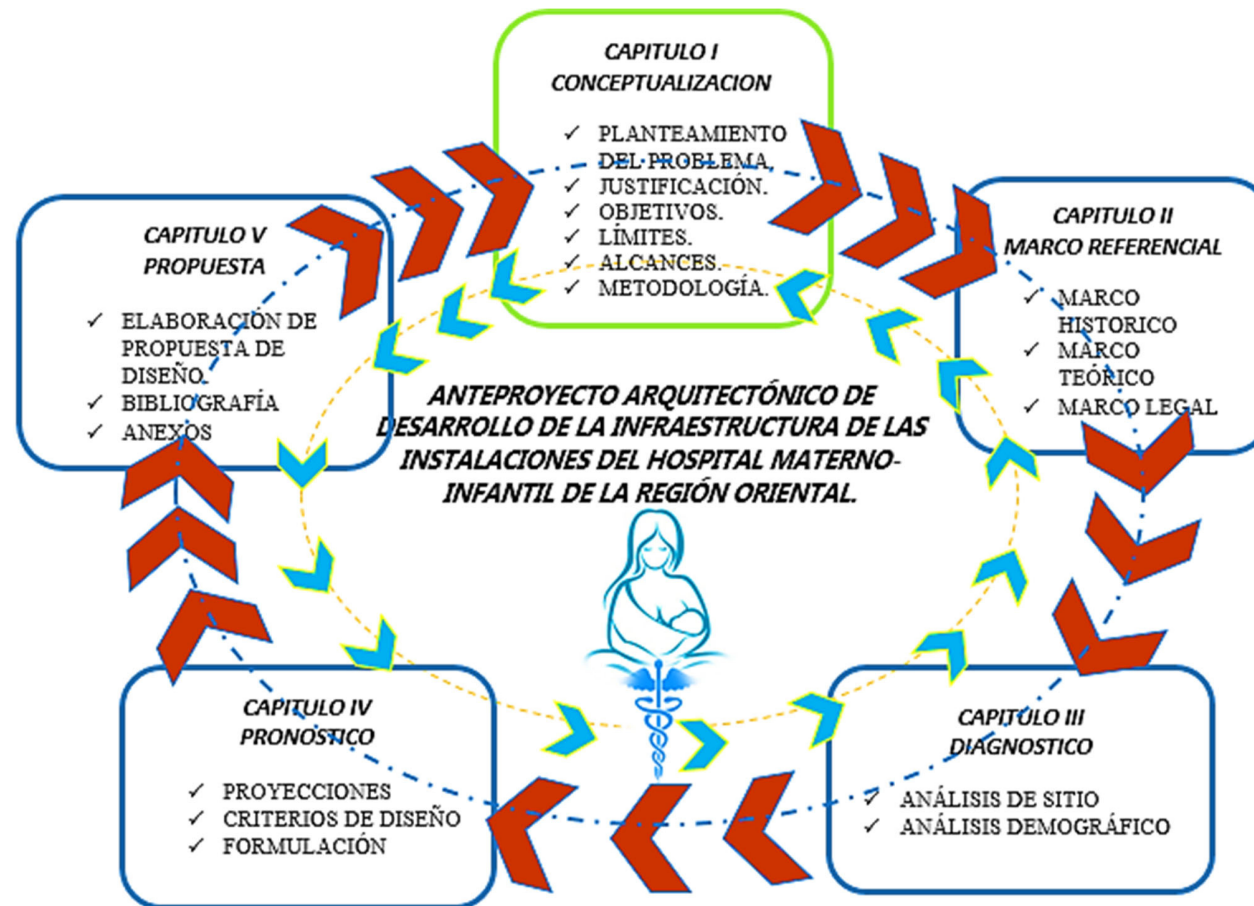 CAPITULO I
CONCEPTUALIZACION
✓ PLANTEAMIENTO
DEL PROBLEMA.
✓ JUSTIFICACIÓN.
✓ OBJETIVOS.
✓ LÍMITES.
✓ ALCANCES.
✓ METODOLOGÍA.
CAPITULO II
MARCO REFERENCIAL
✓ MARCO
HISTORICO
✓ MARCO
TEÓRICO
✓ MARCO LEGAL
CAPITULO V
PROPUESTA
✓ ELABORACIÓN DE
PROPUESTA DE
DISEÑO.
✓ BIBLIOGRAFÍA
✓ ANEXOS
ANTEPROYECTO ARQUITECTÓNICO DE
DESARROLLO DE LA INFRAESTRUCTURA DE LAS
INSTALACIONES DEL HOSPITAL MATERNO-
INFANTIL DE LA REGIÓN ORIENTAL.
CAPITULO IV
PRONOSTICO
✓ PROYECCIONES
✓ CRITERIOS DE DISEÑO
✓ FORMULACIÓN
CAPITULO III
DIAGNOSTICO
✓ ANÁLISIS DE SITIO
✓ ANÁLISIS DEMOGRÁFICO